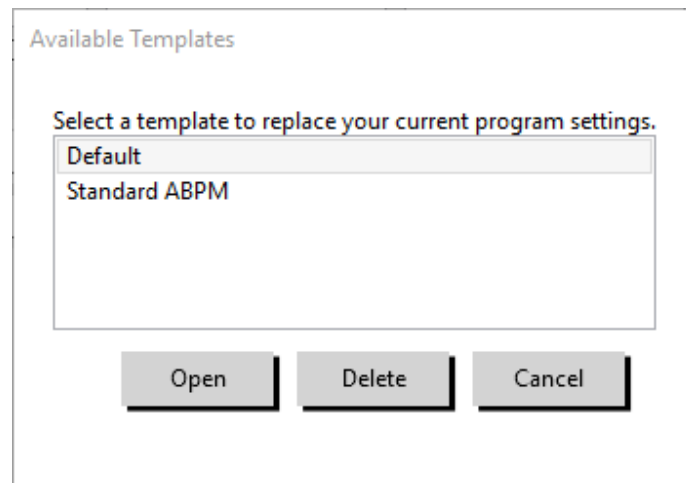 Available Templates
Select a template to replace your current program settings.
Default
Standard ABPM
Open Delete Cancel